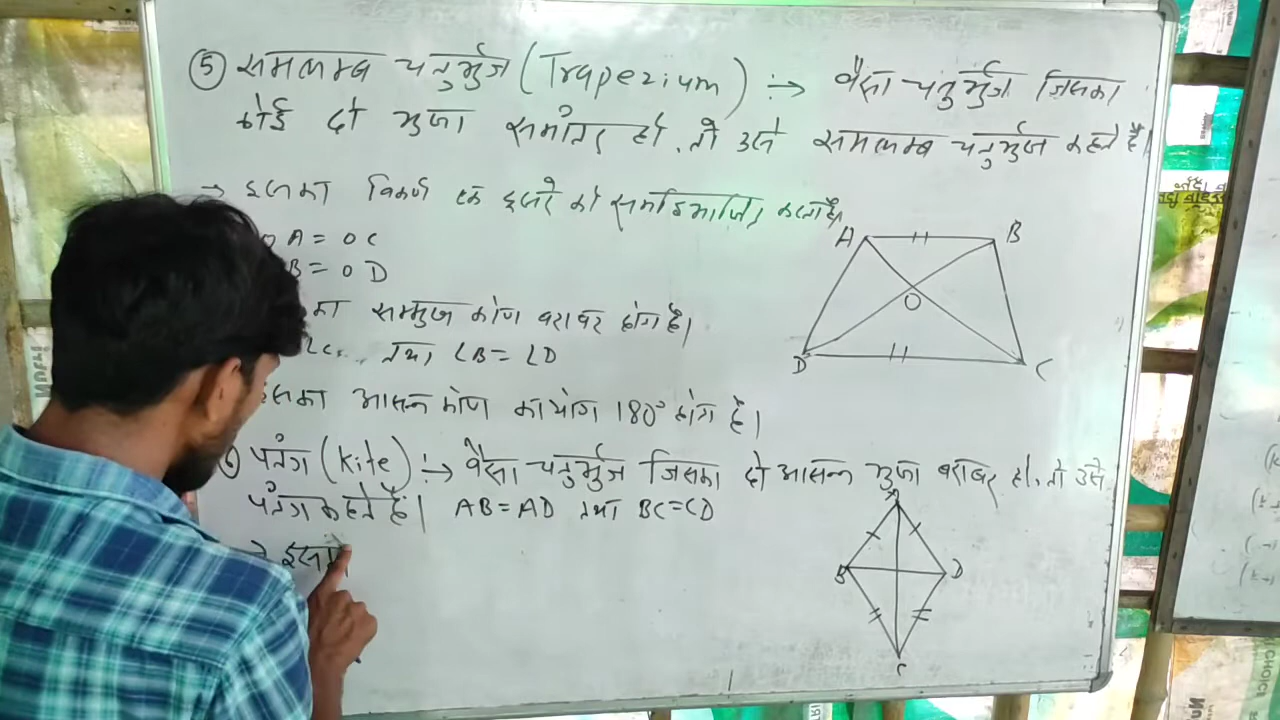 ⑤ समलम्ब चतुर्भुज (Trapezium) :→ वैसा चतुर्भुज जिसका
कोई दो भुजा समांतर हो, तो उसे समलम्ब चतुर्भुज कहते है।
→ इसका विकर्ण एक दूसरे को समद्विभाजित करता है।
OA = OC
B = OD
का सम्मुख कोण बराबर होगा है।
∠C तथा ∠B = ∠D
इसका आसन्न कोण का योग 180° होगा है।
A B
O
D C
पतंग (Kite) :→ वैसा चतुर्भुज जिसका दो आसन्न भुजा बराबर हो, तो उसे
पतंग कहते है। AB = AD तथा BC = CD
A
B D
C